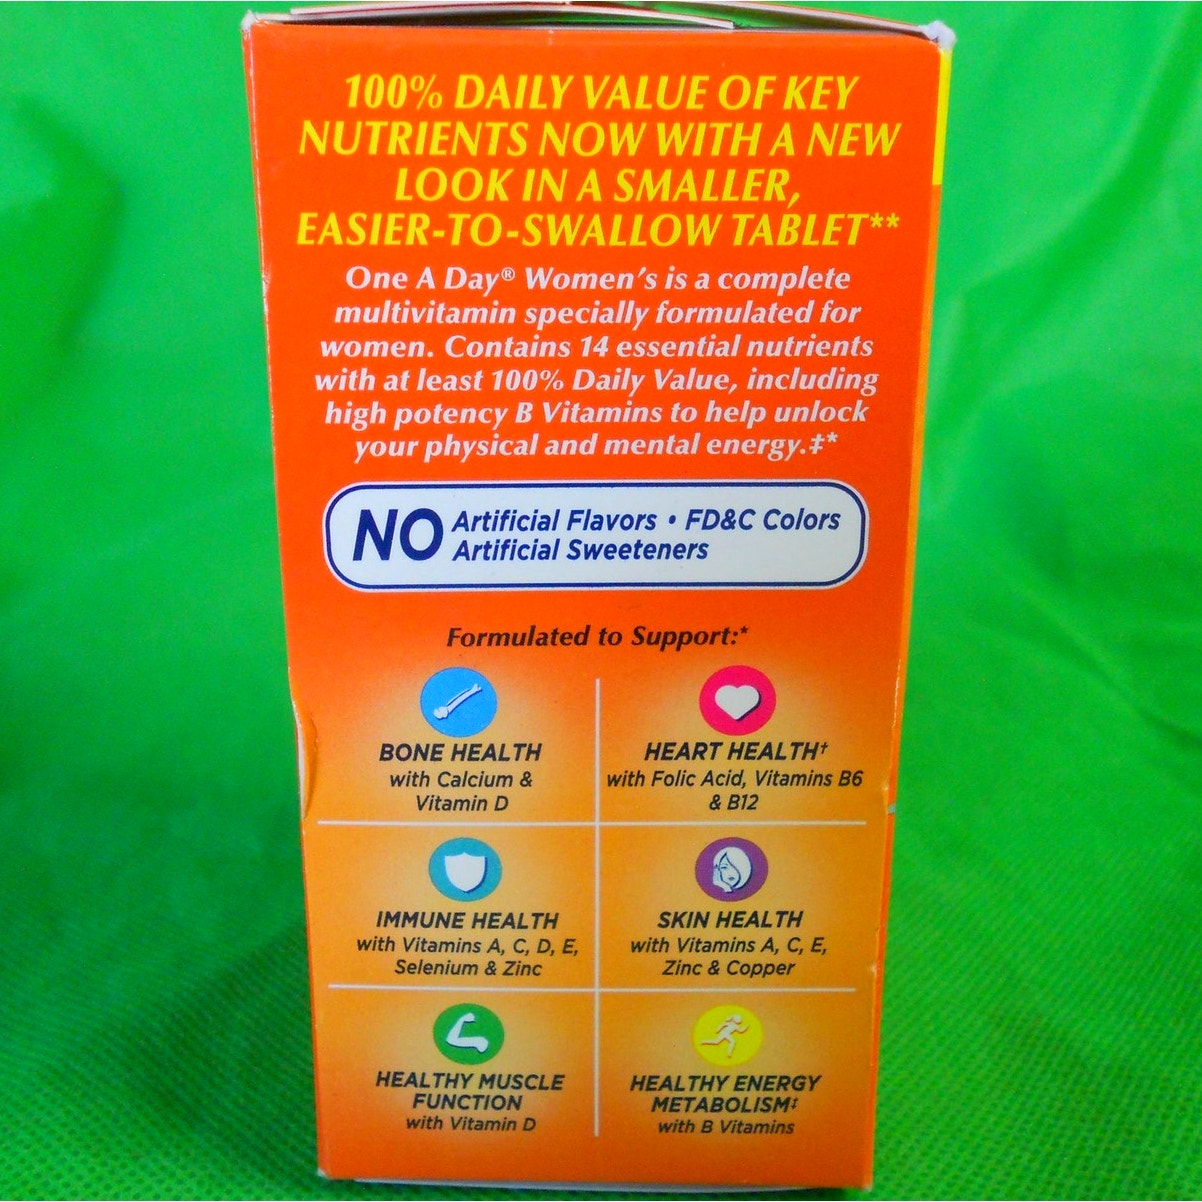 100% DAILY VALUE OF KEY
NUTRIENTS NOW WITH A NEW
LOOK IN A SMALLER,
EASIER-TO-SWALLOW TABLET**
One A Day® Women's is a complete
multivitamin specially formulated for
women. Contains 14 essential nutrients
with at least 100% Daily Value, including
high potency B Vitamins to help unlock
your physical and mental energy.‡*
NO Artificial Flavors • FD&C Colors
Artificial Sweeteners
Formulated to Support:*
BONE HEALTH
with Calcium &
Vitamin D
HEART HEALTH†
with Folic Acid, Vitamins B6
& B12
IMMUNE HEALTH
with Vitamins A, C, D, E,
Selenium & Zinc
SKIN HEALTH
with Vitamins A, C, E,
Zinc & Copper
HEALTHY MUSCLE
FUNCTION
with Vitamin D
HEALTHY ENERGY
METABOLISM‡
with B Vitamins